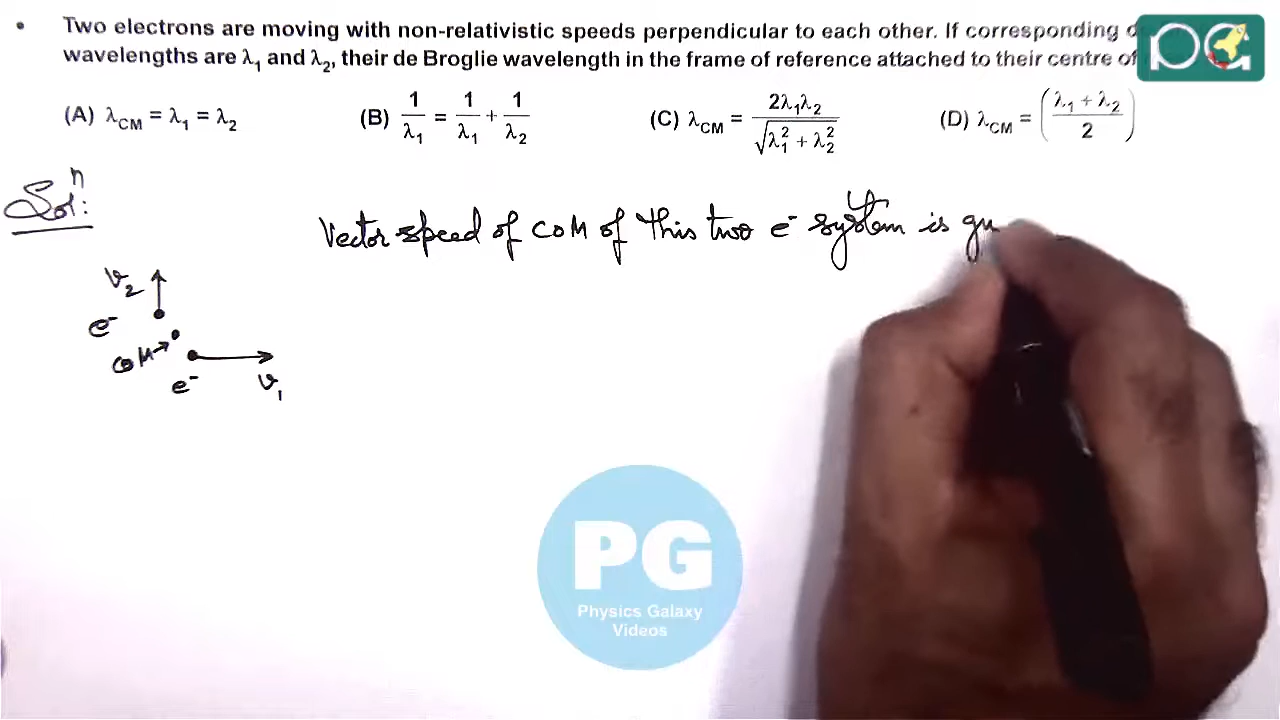 • Two electrons are moving with non-relativistic speeds perpendicular to each other. If corresponding
wavelengths are λ₁ and λ₂, their de Broglie wavelength in the frame of reference attached to their centre of
(A) λCM = λ₁ = λ₂ (B) 1/λ₁ = 1/λ₁ + 1/λ₂ (C) λCM = 2λ₁λ₂/√(λ₁² + λ₂²) (D) λCM = ((λ₁ + λ₂)/2)
Solⁿ:
Vector speed of COM of this two e⁻ system is
v₂
e⁻
COM→
e⁻ v₁
PG
Physics Galaxy
Videos